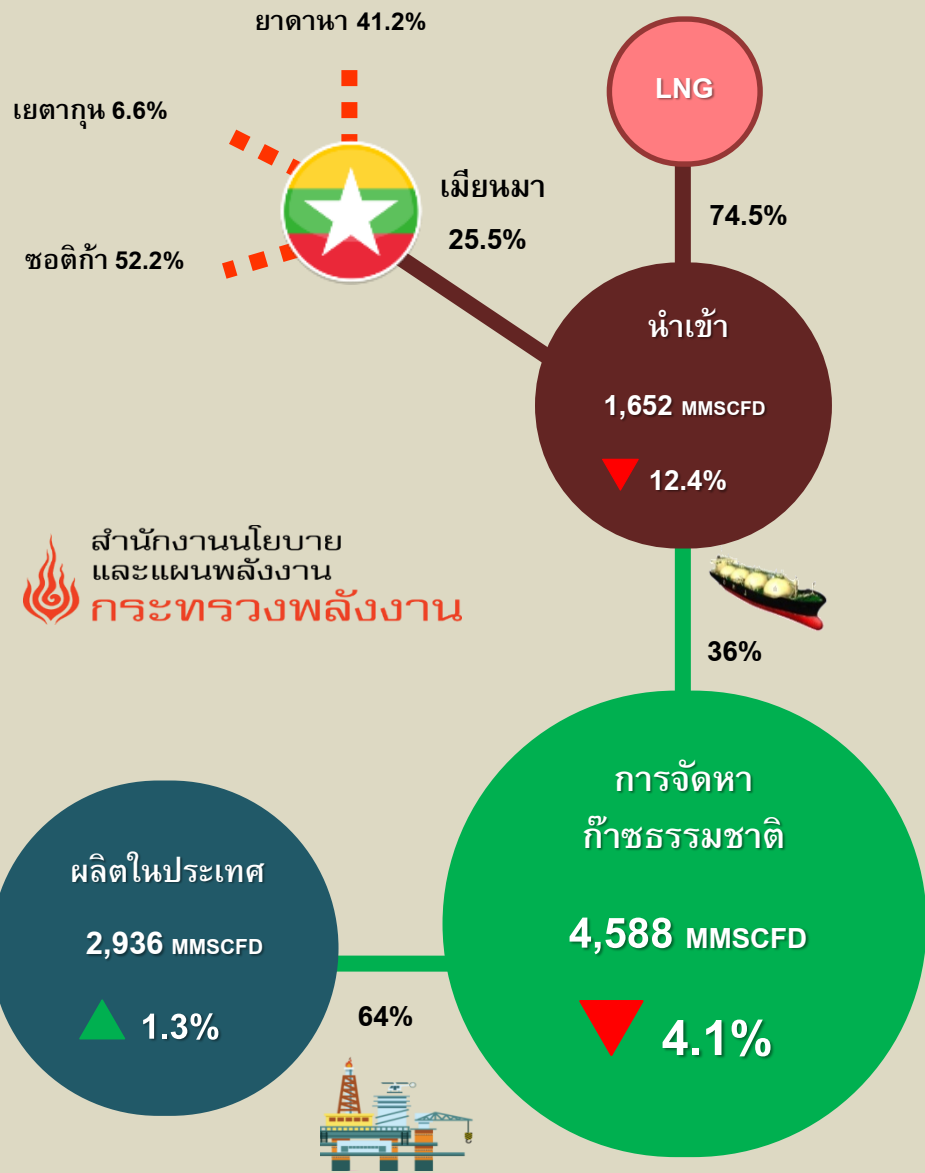 ยาดานา 41.2%
เยตากุน 6.6%
ซอติก้า 52.2%
เมียนมา
25.5%
LNG
74.5%
นำเข้า
1,652 MMSCFD
12.4%
สำนักงานนโยบาย
และแผนพลังงาน
กระทรวงพลังงาน
36%
การจัดหา
ก๊าซธรรมชาติ
4,588 MMSCFD
4.1%
ผลิตในประเทศ
2,936 MMSCFD
1.3%
64%